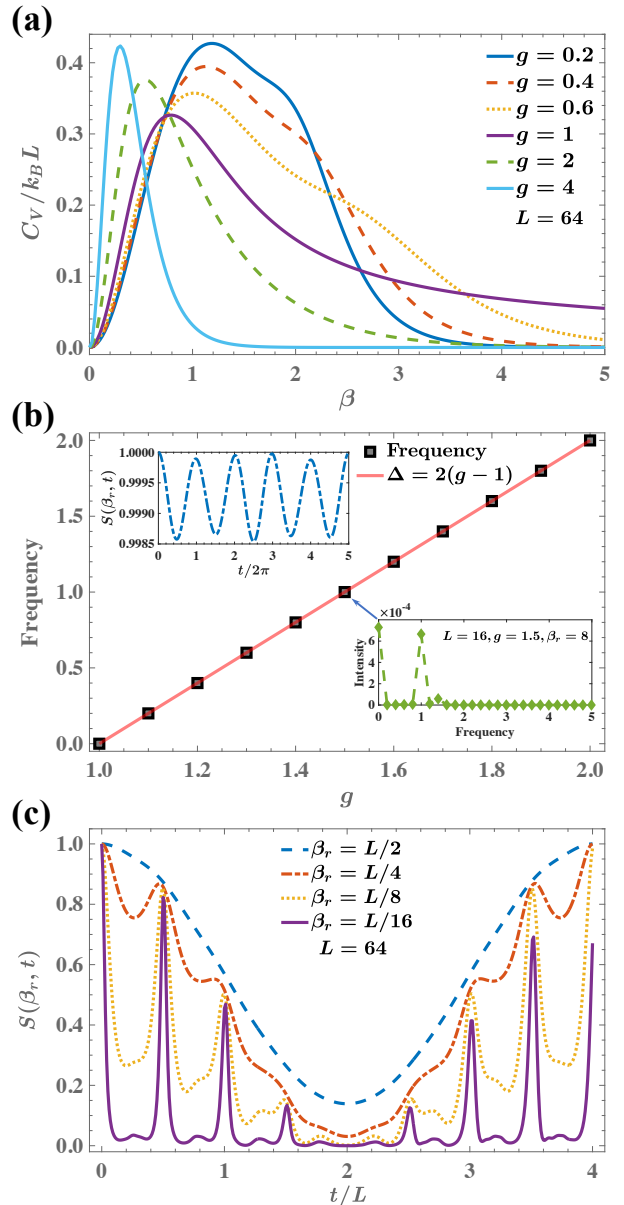 (a)
0.4
0.3
0.2
0.1
0.0
C_V/k_B L
g = 0.2
g = 0.4
g = 0.6
g = 1
g = 2
g = 4
L = 64
0 1 2 3 4 5
β
(b)
2.0
1.5
1.0
0.5
0.0
Frequency
1.0000
0.9995
0.9990
0.9985
S(β_r, t)
0 1 2 3 4 5
t/2π
Frequency
Δ = 2(g − 1)
×10⁻⁴
6
4
2
0
Intensity
L = 16, g = 1.5, β_r = 8
0 1 2 3 4 5
Frequency
1.0 1.2 1.4 1.6 1.8 2.0
g
(c)
1.0
0.8
0.6
0.4
0.2
0.0
S(β_r, t)
β_r = L/2
β_r = L/4
β_r = L/8
β_r = L/16
L = 64
0 1 2 3 4
t/L